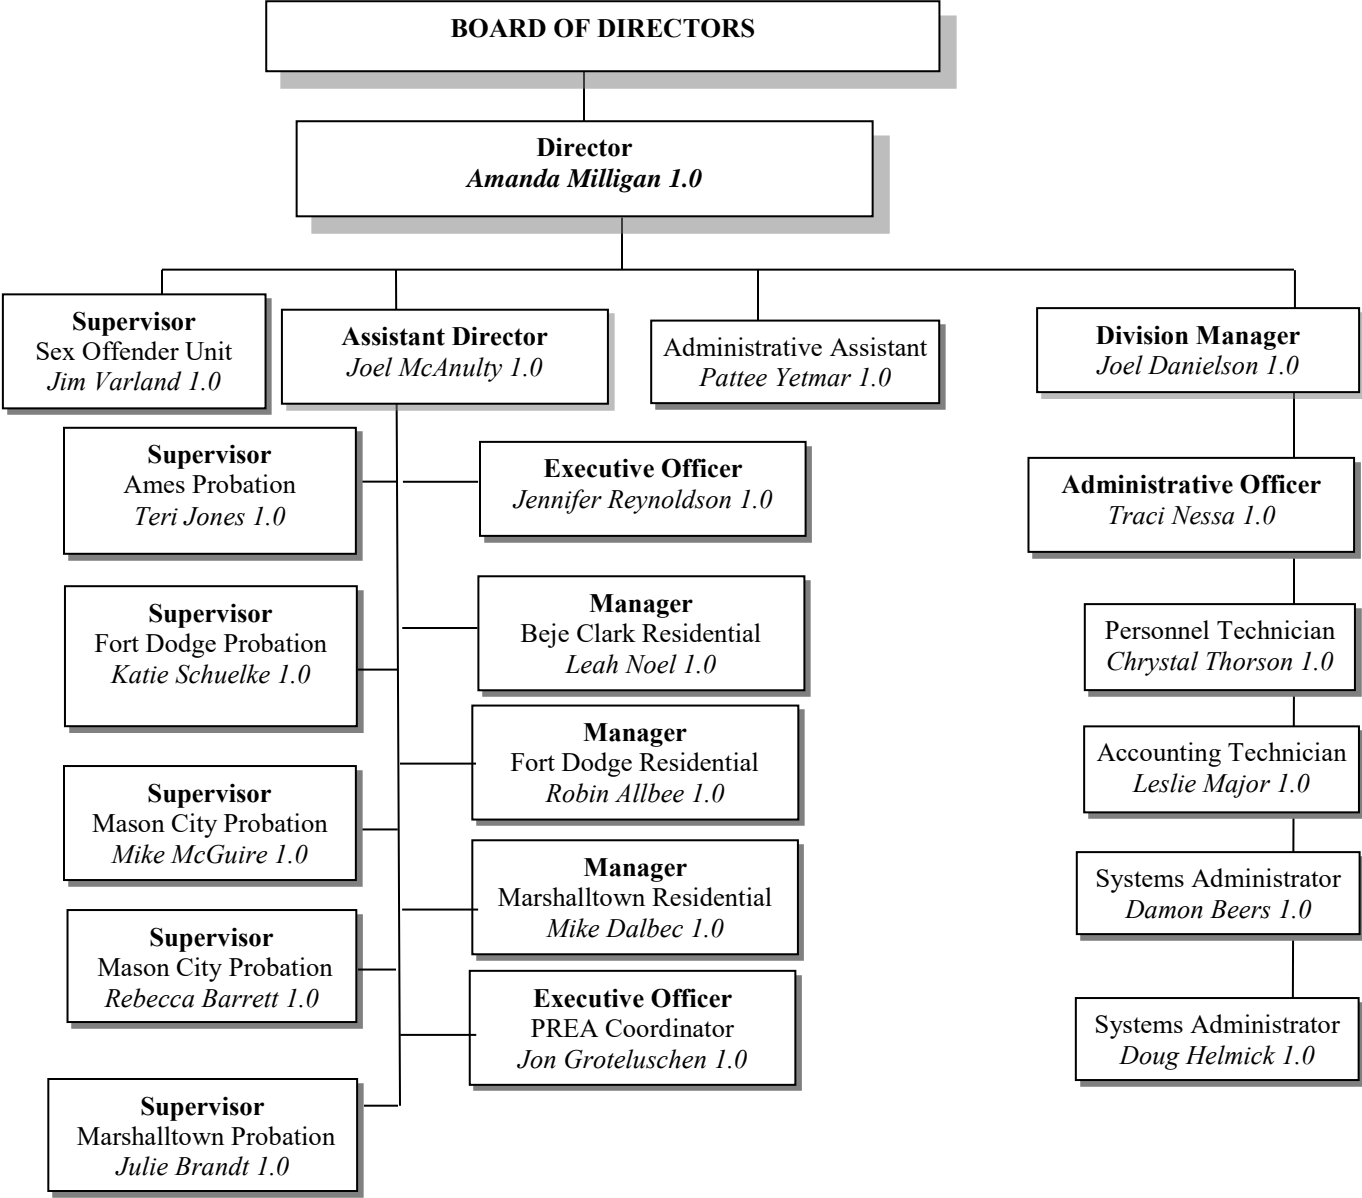 BOARD OF DIRECTORS
Director
Amanda Milligan 1.0
Supervisor
Sex Offender Unit
Jim Varland 1.0
Assistant Director
Joel McAnulty 1.0
Administrative Assistant
Pattee Yetmar 1.0
Division Manager
Joel Danielson 1.0
Supervisor
Ames Probation
Teri Jones 1.0
Executive Officer
Jennifer Reynoldson 1.0
Administrative Officer
Traci Nessa 1.0
Supervisor
Fort Dodge Probation
Katie Schuelke 1.0
Manager
Beje Clark Residential
Leah Noel 1.0
Personnel Technician
Chrystal Thorson 1.0
Manager
Fort Dodge Residential
Robin Allbee 1.0
Accounting Technician
Leslie Major 1.0
Supervisor
Mason City Probation
Mike McGuire 1.0
Manager
Marshalltown Residential
Mike Dalbec 1.0
Systems Administrator
Damon Beers 1.0
Supervisor
Mason City Probation
Rebecca Barrett 1.0
Executive Officer
PREA Coordinator
Jon Groteluschen 1.0
Systems Administrator
Doug Helmick 1.0
Supervisor
Marshalltown Probation
Julie Brandt 1.0